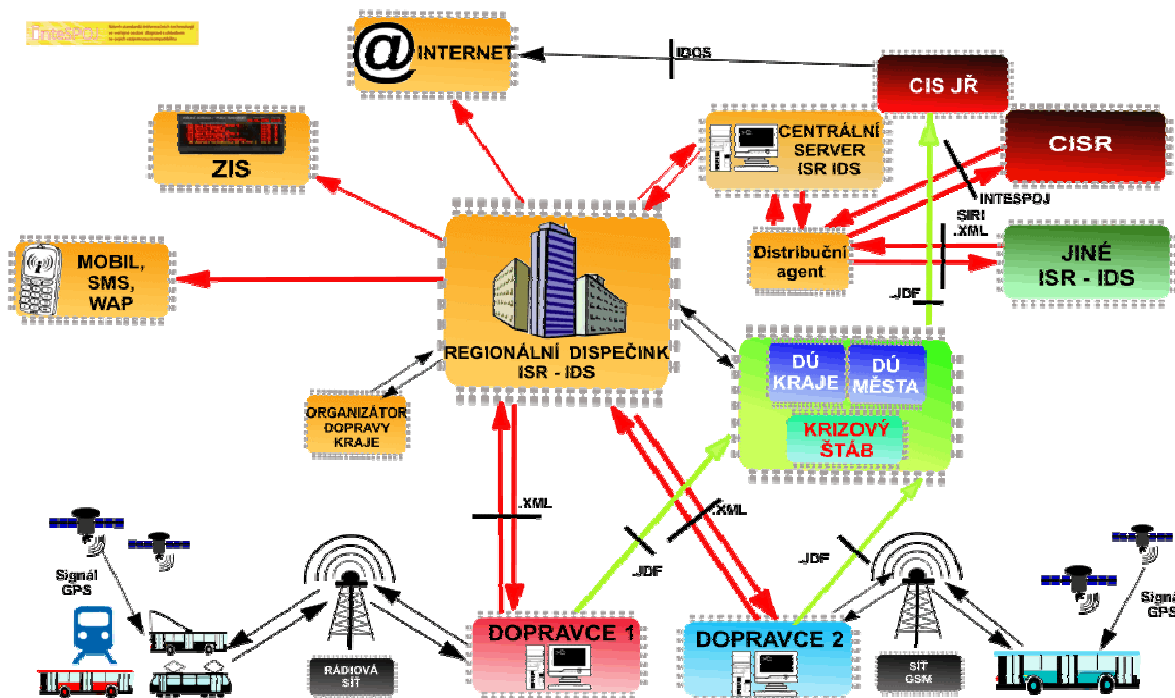 InteSPOJ
@ INTERNET
IDOS
CIS JŘ
ZIS
CENTRÁLNÍ
SERVER
ISR IDS
CISR
INTESPOJ
SIRI
.XML
Distribuční
agent
JINÉ
ISR - IDS
MOBIL,
SMS,
WAP
.JDF
REGIONÁLNÍ DISPEČINK
ISR - IDS
DÚ
KRAJE
DÚ
MĚSTA
KRIZOVÝ
ŠTÁB
ORGANIZÁTOR
DOPRAVY
KRAJE
.XML
.XML
.JDF
.JDF
Signál
GPS
Signál
GPS
DOPRAVCE 1
DOPRAVCE 2
RÁDIOVÁ
SÍŤ
SÍŤ
GSM